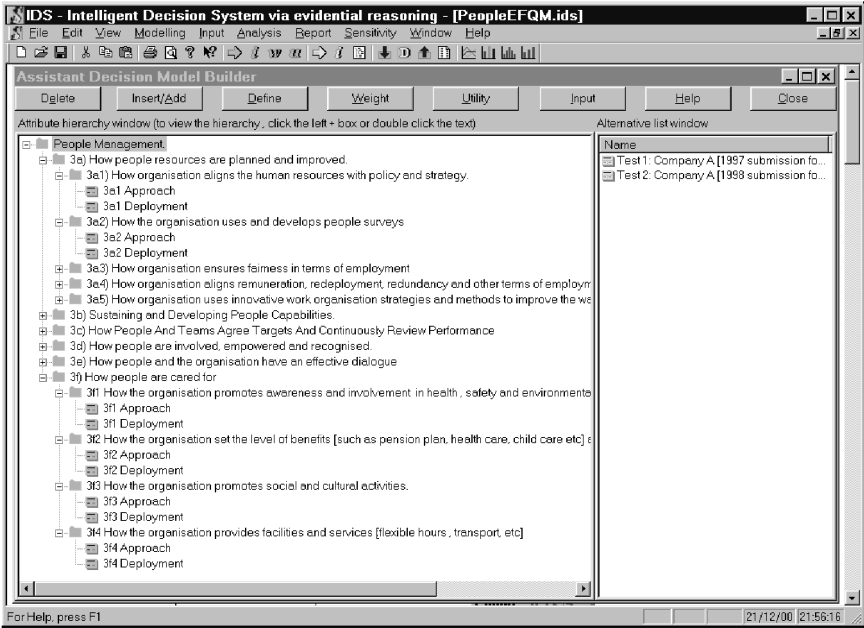 IDS - Intelligent Decision System via evidential reasoning - [PeopleEFQM.ids]
File Edit View Modelling Input Analysis Report Sensitivity Window Help
Assistant Decision Model Builder
Delete Insert/Add Define Weight Utility Input Help Close
Attribute hierarchy window (to view the hierarchy, click the left + box or double click the text)
Alternative list window
People Management.
3a) How people resources are planned and improved.
3a1) How organisation aligns the human resources with policy and strategy.
3a1 Approach
3a1 Deployment
3a2) How the organisation uses and develops people surveys
3a2 Approach
3a2 Deployment
3a3) How organisation ensures fairness in terms of employment
3a4) How organisation aligns remuneration, redeployment, redundancy and other terms of employm
3a5) How organisation uses innovative work organisation strategies and methods to improve the wa
3b) Sustaining and Developing People Capabilities.
3c) How People And Teams Agree Targets And Continuously Review Performance
3d) How people are involved, empowered and recognised.
3e) How people and the organisation have an effective dialogue
3f) How people are cared for
3f1 How the organisation promotes awareness and involvement in health, safety and environmenta
3f1 Approach
3f1 Deployment
3f2 How the organisation set the level of benefits [such as pension plan, health care, child care etc] a
3f2 Approach
3f2 Deployment
3f3 How the organisation promotes social and cultural activities.
3f3 Approach
3f3 Deployment
3f4 How the organisation provides facilities and services [flexible hours, transport, etc]
3f4 Approach
3f4 Deployment
Name
Test 1: Company A [1997 submission fo...
Test 2: Company A [1998 submission fo...
For Help, press F1
21/12/00 21:56:16